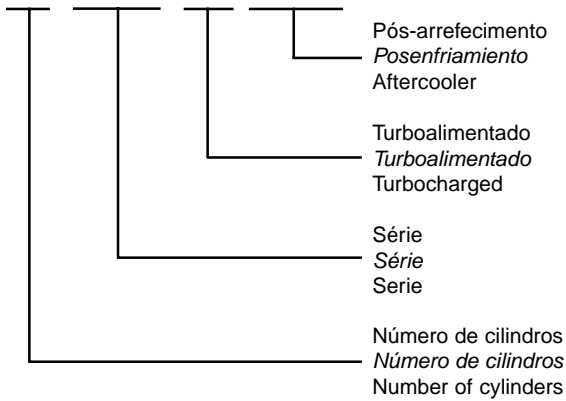 Pós-arrefecimento
Posenfriamiento
Aftercooler
Turboalimentado
Turboalimentado
Turbocharged
Série
Série
Serie
Número de cilindros
Número de cilindros
Number of cylinders